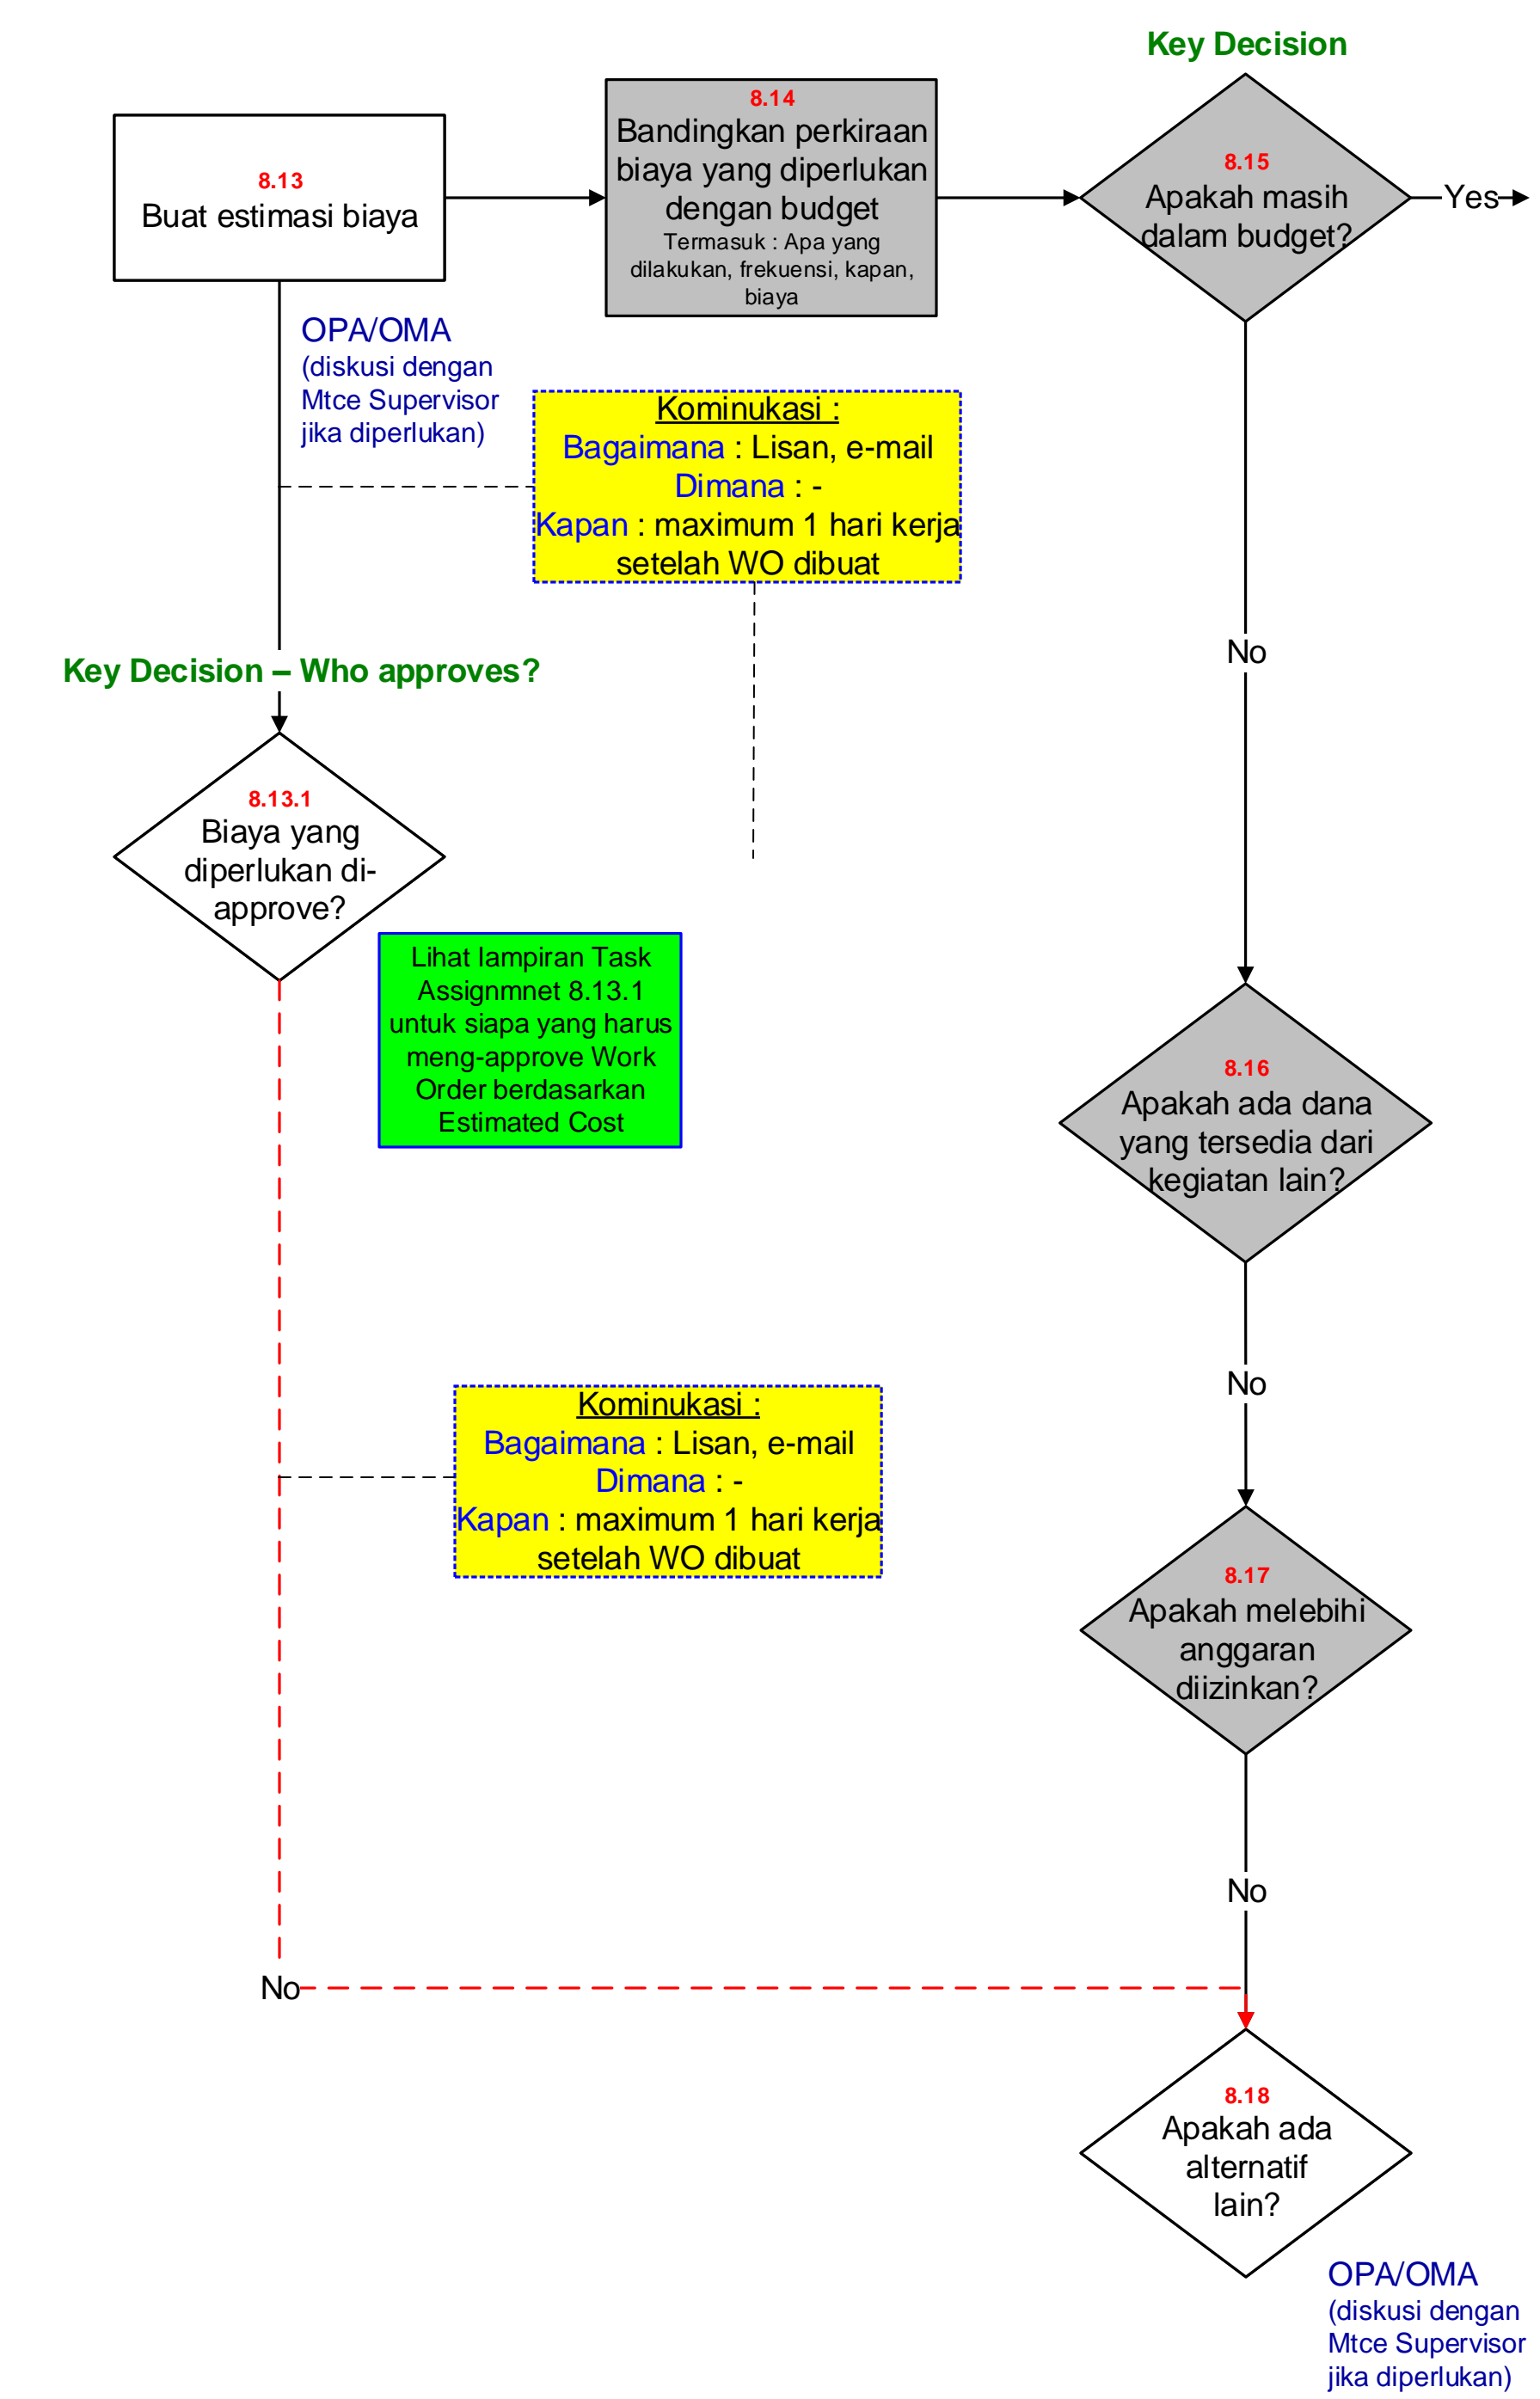 Key Decision
8.13
Buat estimasi biaya
8.14
Bandingkan perkiraan
biaya yang diperlukan
dengan budget
Termasuk : Apa yang
dilakukan, frekuensi, kapan,
biaya
8.15
Apakah masih
dalam budget?
Yes
OPA/OMA
(diskusi dengan
Mtce Supervisor
jika diperlukan)
Kominukasi :
Bagaimana : Lisan, e-mail
Dimana : -
Kapan : maximum 1 hari kerja
setelah WO dibuat
No
Key Decision – Who approves?
8.13.1
Biaya yang
diperlukan di-
approve?
Lihat lampiran Task
Assignmnet 8.13.1
untuk siapa yang harus
meng-approve Work
Order berdasarkan
Estimated Cost
8.16
Apakah ada dana
yang tersedia dari
kegiatan lain?
No
Kominukasi :
Bagaimana : Lisan, e-mail
Dimana : -
Kapan : maximum 1 hari kerja
setelah WO dibuat
8.17
Apakah melebihi
anggaran
diizinkan?
No
No
8.18
Apakah ada
alternatif
lain?
OPA/OMA
(diskusi dengan
Mtce Supervisor
jika diperlukan)